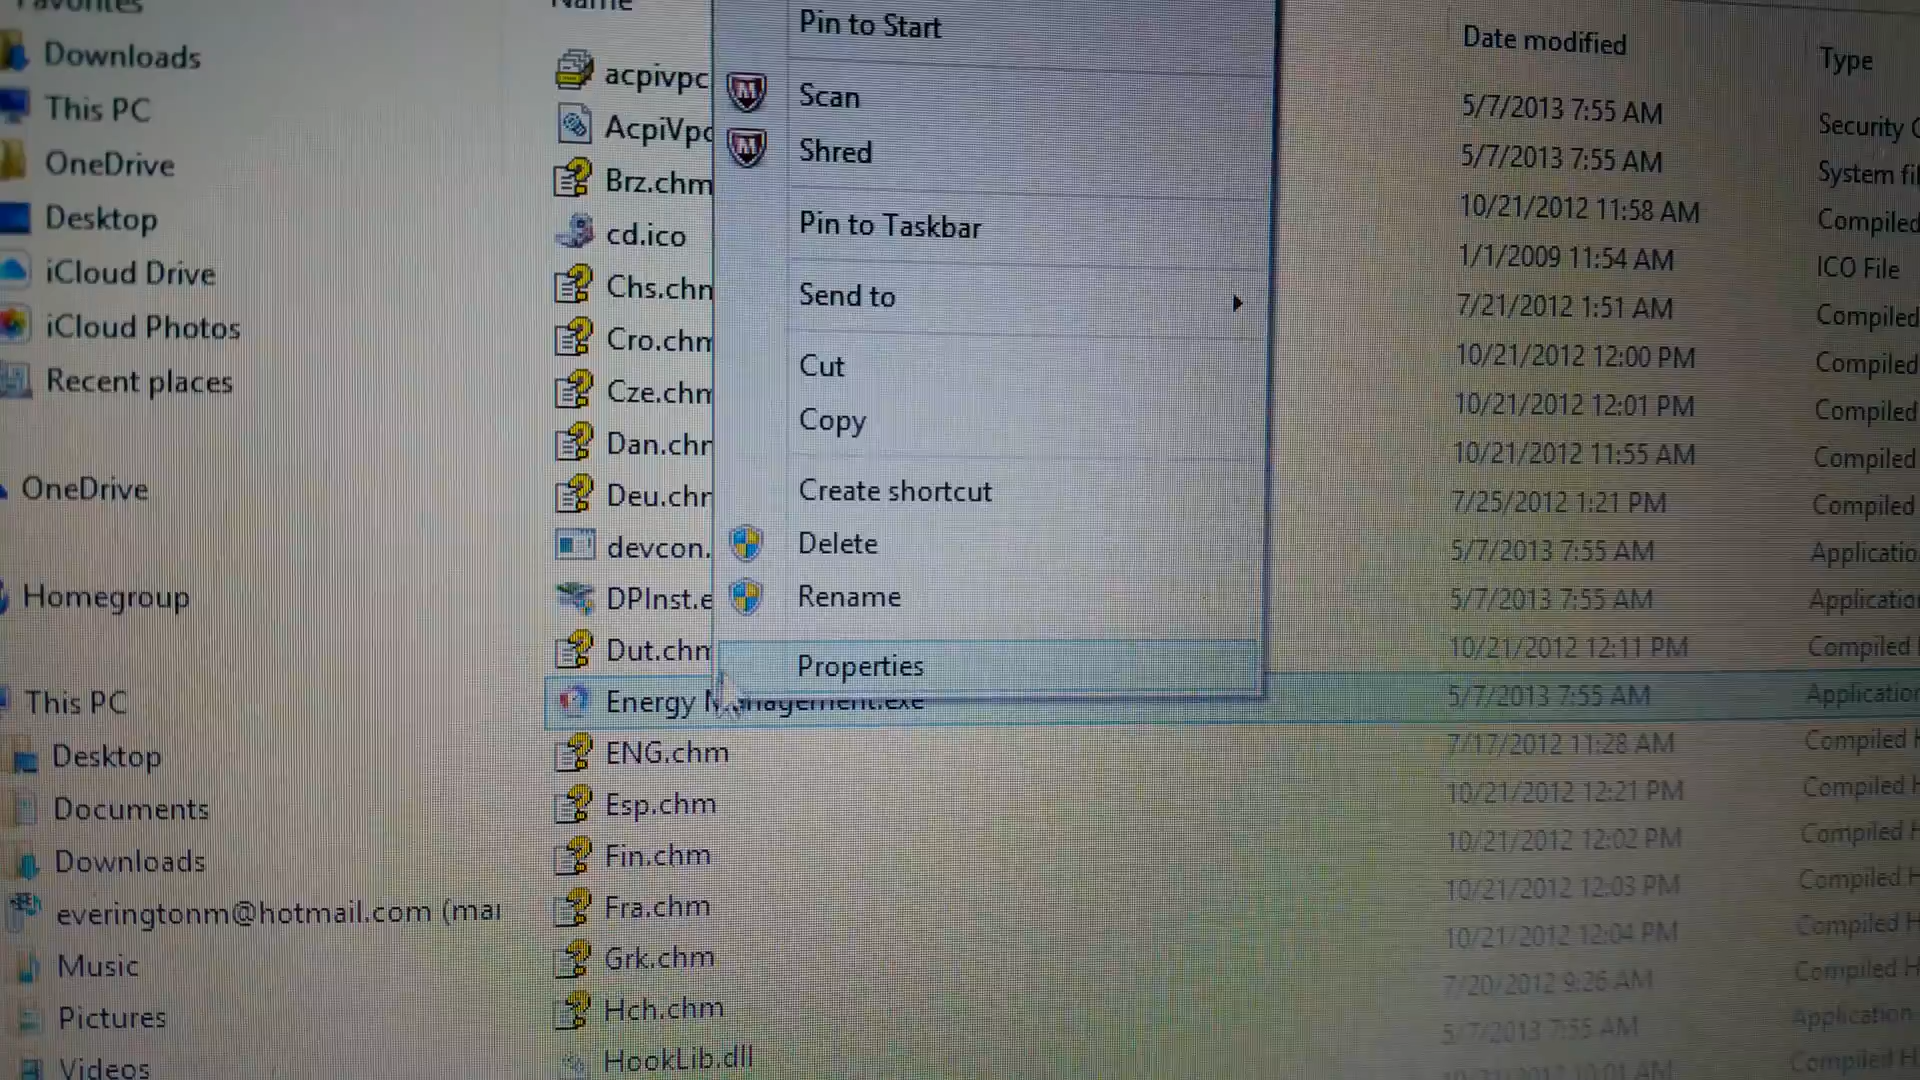 Favorites
Downloads
This PC
OneDrive
Desktop
iCloud Drive
iCloud Photos
Recent places
OneDrive
Homegroup
This PC
Desktop
Documents
Downloads
everingtonm@hotmail.com (mar
Music
Pictures
Videos
Name
acpivpc
AcpiVpc
Brz.chm
cd.ico
Chs.chm
Cro.chm
Cze.chm
Dan.chm
Deu.chm
devcon.
DPInst.e
Dut.chm
Energy Management.exe
ENG.chm
Esp.chm
Fin.chm
Fra.chm
Grk.chm
Hch.chm
HookLib.dll
Pin to Start
Scan
Shred
Pin to Taskbar
Send to
Cut
Copy
Create shortcut
Delete
Rename
Properties
Date modified
5/7/2013 7:55 AM
5/7/2013 7:55 AM
10/21/2012 11:58 AM
1/1/2009 11:54 AM
7/21/2012 1:51 AM
10/21/2012 12:00 PM
10/21/2012 12:01 PM
10/21/2012 11:55 AM
7/25/2012 1:21 PM
5/7/2013 7:55 AM
5/7/2013 7:55 AM
10/21/2012 12:11 PM
5/7/2013 7:55 AM
7/17/2012 11:28 AM
10/21/2012 12:21 PM
10/21/2012 12:02 PM
10/21/2012 12:03 PM
10/21/2012 12:04 PM
7/20/2012 9:26 AM
5/7/2013 7:55 AM
10/21/2012 10:01 AM
Type
Security C
System fil
Compiled
ICO File
Compiled
Compiled
Compiled
Compiled
Compiled
Applicatio
Applicatio
Compiled H
Application
Compiled H
Compiled H
Compiled H
Compiled H
Compiled H
Compiled H
Application
Compiled H